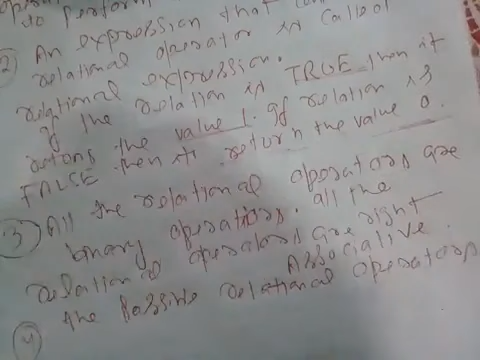 to perform
② An expression that con
relational operator is called
relational expression.
If the relation is TRUE then it
returns the value 1. If relation is
FALSE then it return the value 0.
③ All the relational operators are
binary operators. all the
relational operators are right
Associative.
④ the Possible relational operators